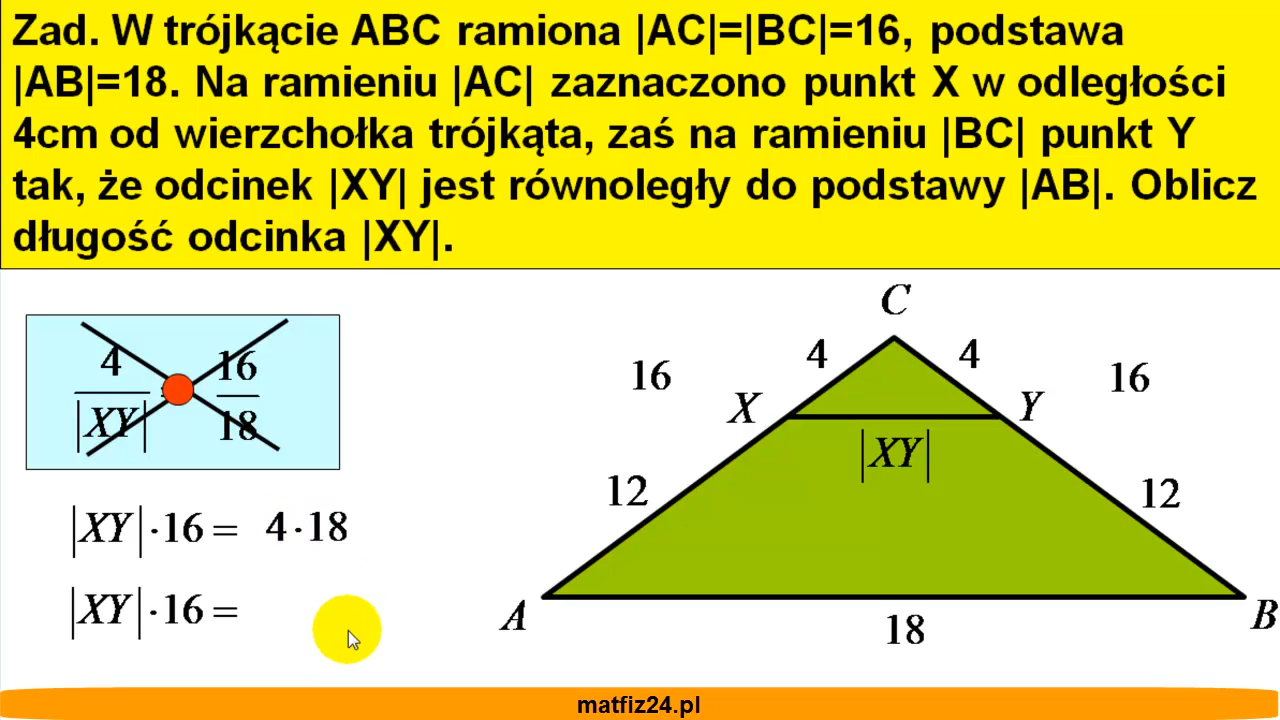 Zad. W trójkącie ABC ramiona |AC|=|BC|=16, podstawa
|AB|=18. Na ramieniu |AC| zaznaczono punkt X w odległości
4cm od wierzchołka trójkąta, zaś na ramieniu |BC| punkt Y
tak, że odcinek |XY| jest równoległy do podstawy |AB|. Oblicz
długość odcinka |XY|.
4 16
|XY| 18
|XY|·16= 4·18
|XY|·16=
C
16 4 4 16
X Y
|XY|
12 12
A B
18
matfiz24.pl